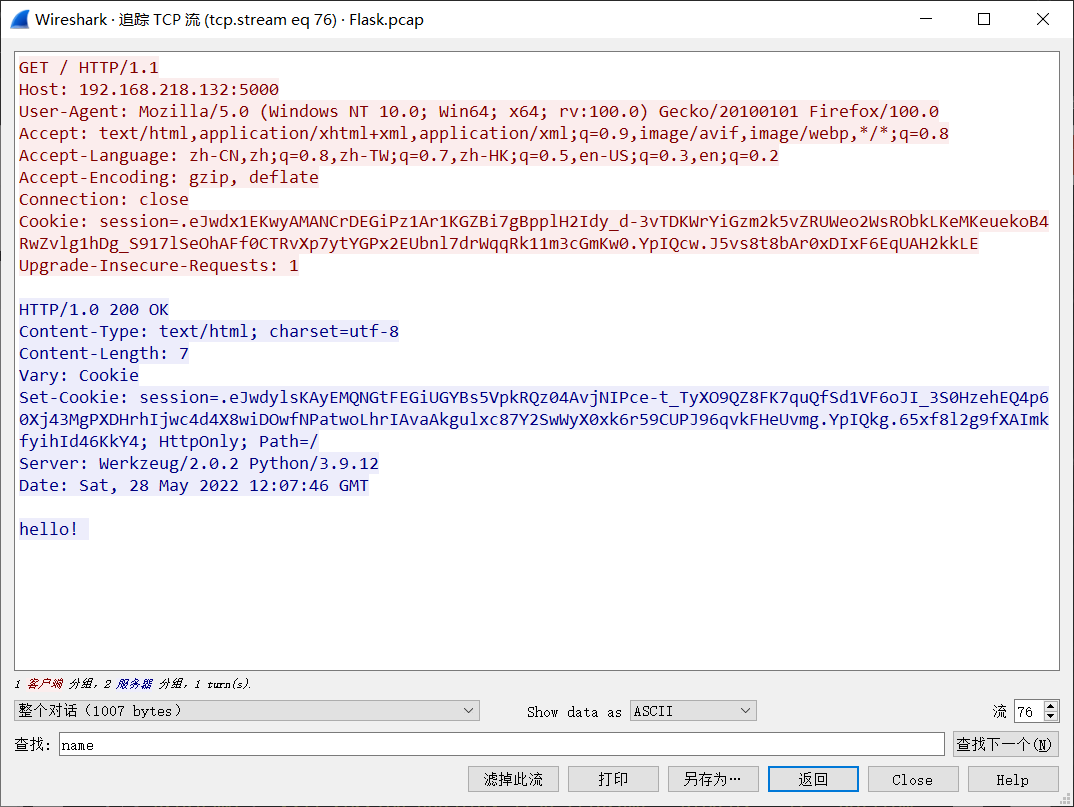 Wireshark · 追踪 TCP 流 (tcp.stream eq 76) · Flask.pcap
GET / HTTP/1.1
Host: 192.168.218.132:5000
User-Agent: Mozilla/5.0 (Windows NT 10.0; Win64; x64; rv:100.0) Gecko/20100101 Firefox/100.0
Accept: text/html,application/xhtml+xml,application/xml;q=0.9,image/avif,image/webp,*/*;q=0.8
Accept-Language: zh-CN,zh;q=0.8,zh-TW;q=0.7,zh-HK;q=0.5,en-US;q=0.3,en;q=0.2
Accept-Encoding: gzip, deflate
Connection: close
Cookie: session=.eJwdx1EKwyAMANCrDEGiPz1Ar1KGZBi7gBpplH2Idy_d-3vTDKWrYiGzm2k5vZRUWeo2WsRObkLKeMKeuekoB4
RwZvlg1hDg_S917lSeOhAFf0CTRvXp7ytYGPx2EUbnl7drWqqRk11m3cGmKw0.YpIQcw.J5vs8t8bAr0xDIxF6EqUAH2kkLE
Upgrade-Insecure-Requests: 1
HTTP/1.0 200 OK
Content-Type: text/html; charset=utf-8
Content-Length: 7
Vary: Cookie
Set-Cookie: session=.eJwdylsKAyEMQNGtFEGiUGYBs5VpkRQz04AvjNIPce-t_TyXO9QZ8FK7quQfSd1VF6oJI_3S0HzehEQ4p6
0Xj43MgPXDHrhIjwc4d4X8wiDOwfNPatwoLhrIAvaAkgulxc87Y2SwWyX0xk6r59CUPJ96qvkFHeUvmg.YpIQkg.65xf8l2g9fXAImk
fyihId46KkY4; HttpOnly; Path=/
Server: Werkzeug/2.0.2 Python/3.9.12
Date: Sat, 28 May 2022 12:07:46 GMT
hello!
1 客户端 分组, 2 服务器 分组, 1 turn(s).
整个对话 (1007 bytes) Show data as ASCII 流 76
查找: name 查找下一个(N)
滤掉此流 打印 另存为… 返回 Close Help